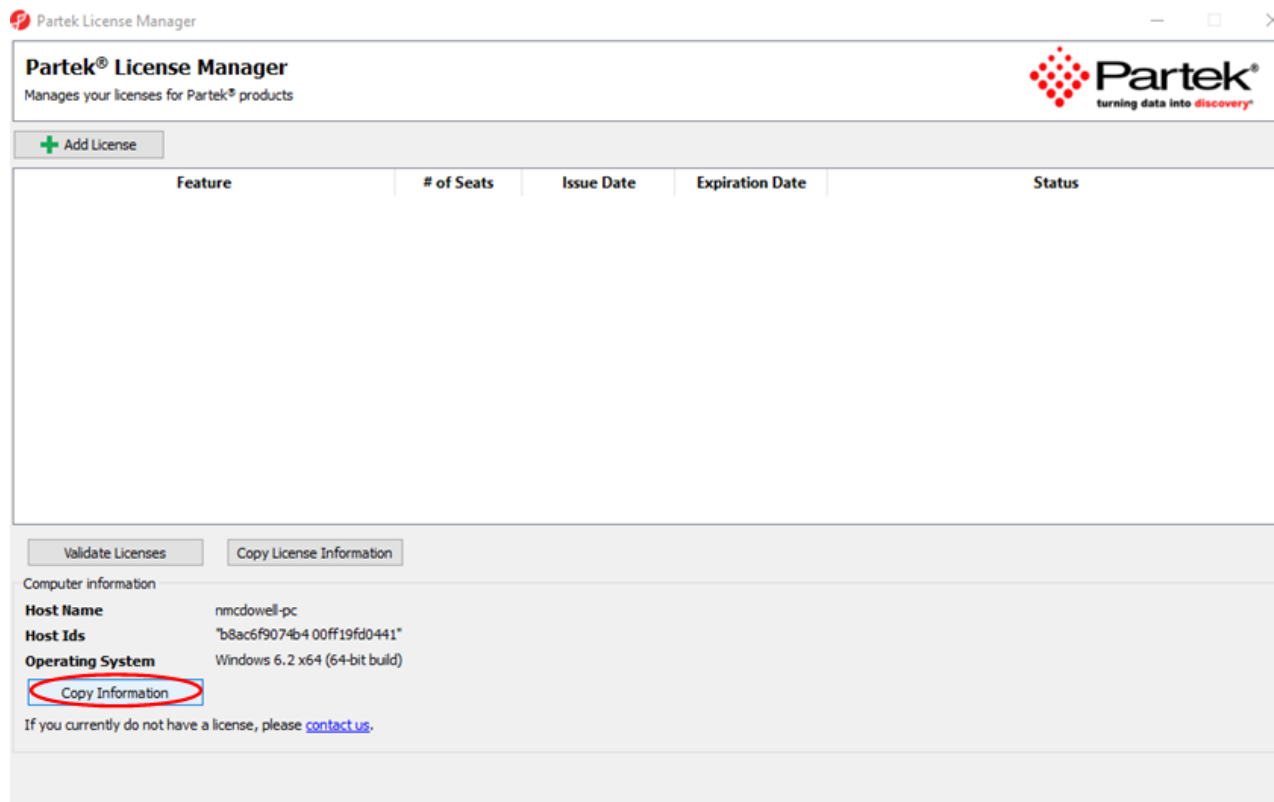 Partek License Manager
Partek® License Manager
Manages your licenses for Partek® products
Partek®
turning data into discovery®
Add License
Feature # of Seats Issue Date Expiration Date Status
Validate Licenses Copy License Information
Computer information
Host Name nmcdowell-pc
Host Ids "b8ac6f9074b4 00ff19fd0441"
Operating System Windows 6.2 x64 (64-bit build)
Copy Information
If you currently do not have a license, please contact us.